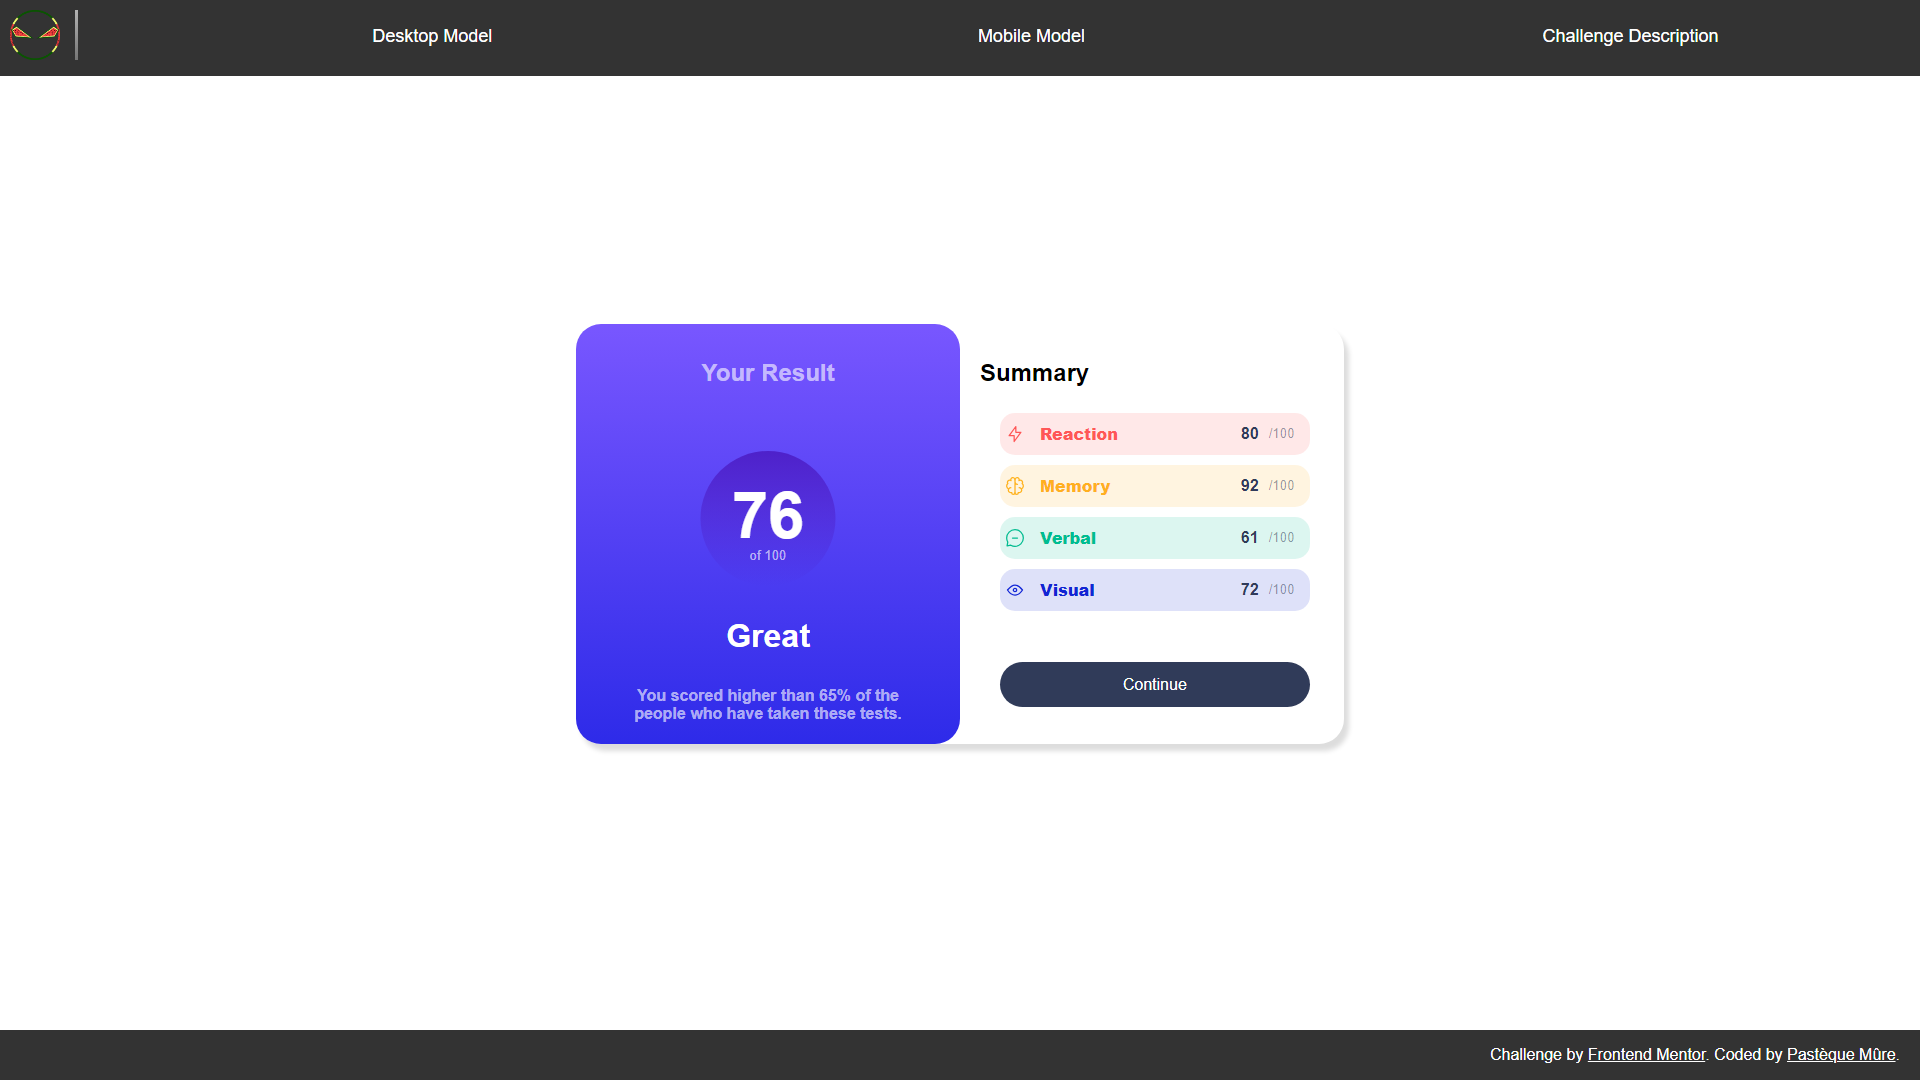 Desktop Model
Mobile Model
Challenge Description
Your Result
76
of 100
Great
You scored higher than 65% of the
people who have taken these tests.
Summary
Reaction 80 /100
Memory 92 /100
Verbal 61 /100
Visual 72 /100
Continue
Challenge by Frontend Mentor. Coded by Pastèque Mûre.